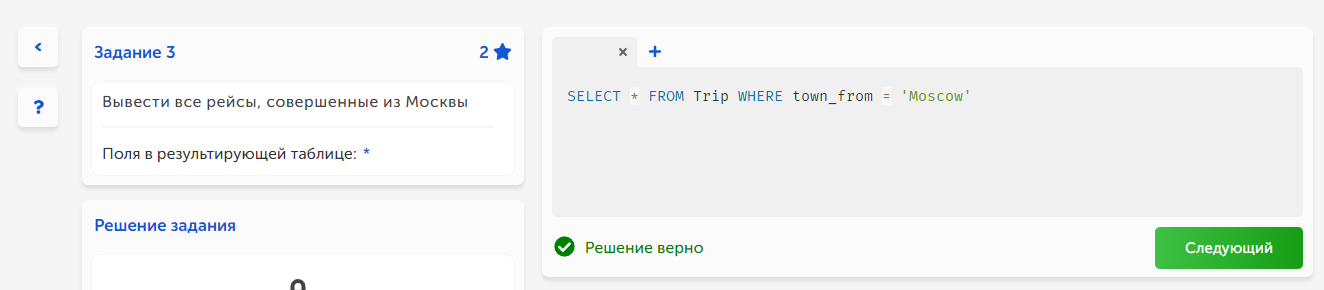 Задание 3
2
Вывести все рейсы, совершенные из Москвы
Поля в результирующей таблице: *
Решение задания
SELECT * FROM Trip WHERE town_from = 'Moscow'
Решение верно
Следующий